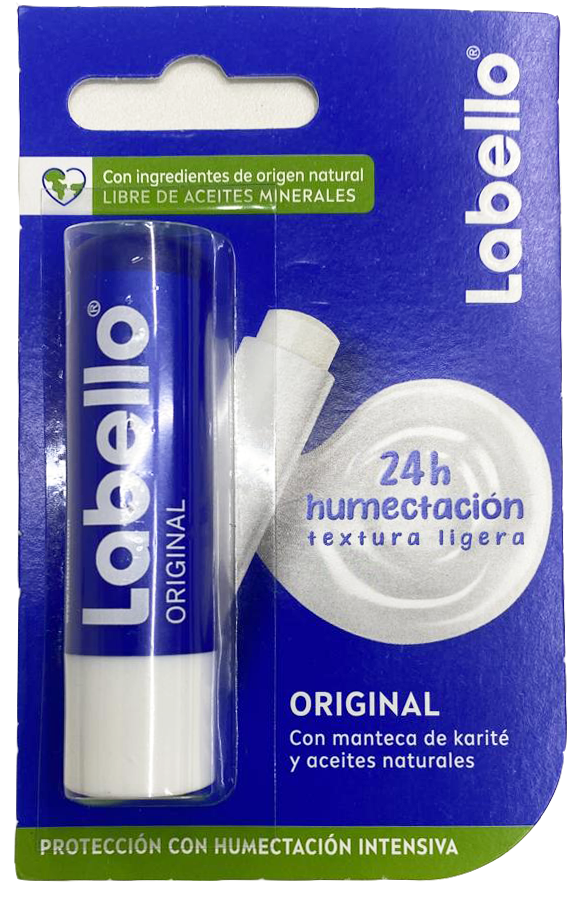 Labello®
Con ingredientes de origen natural
LIBRE DE ACEITES MINERALES
Labello®
ORIGINAL
24h
humectación
textura ligera
ORIGINAL
Con manteca de karité
y aceites naturales
PROTECCIÓN CON HUMECTACIÓN INTENSIVA